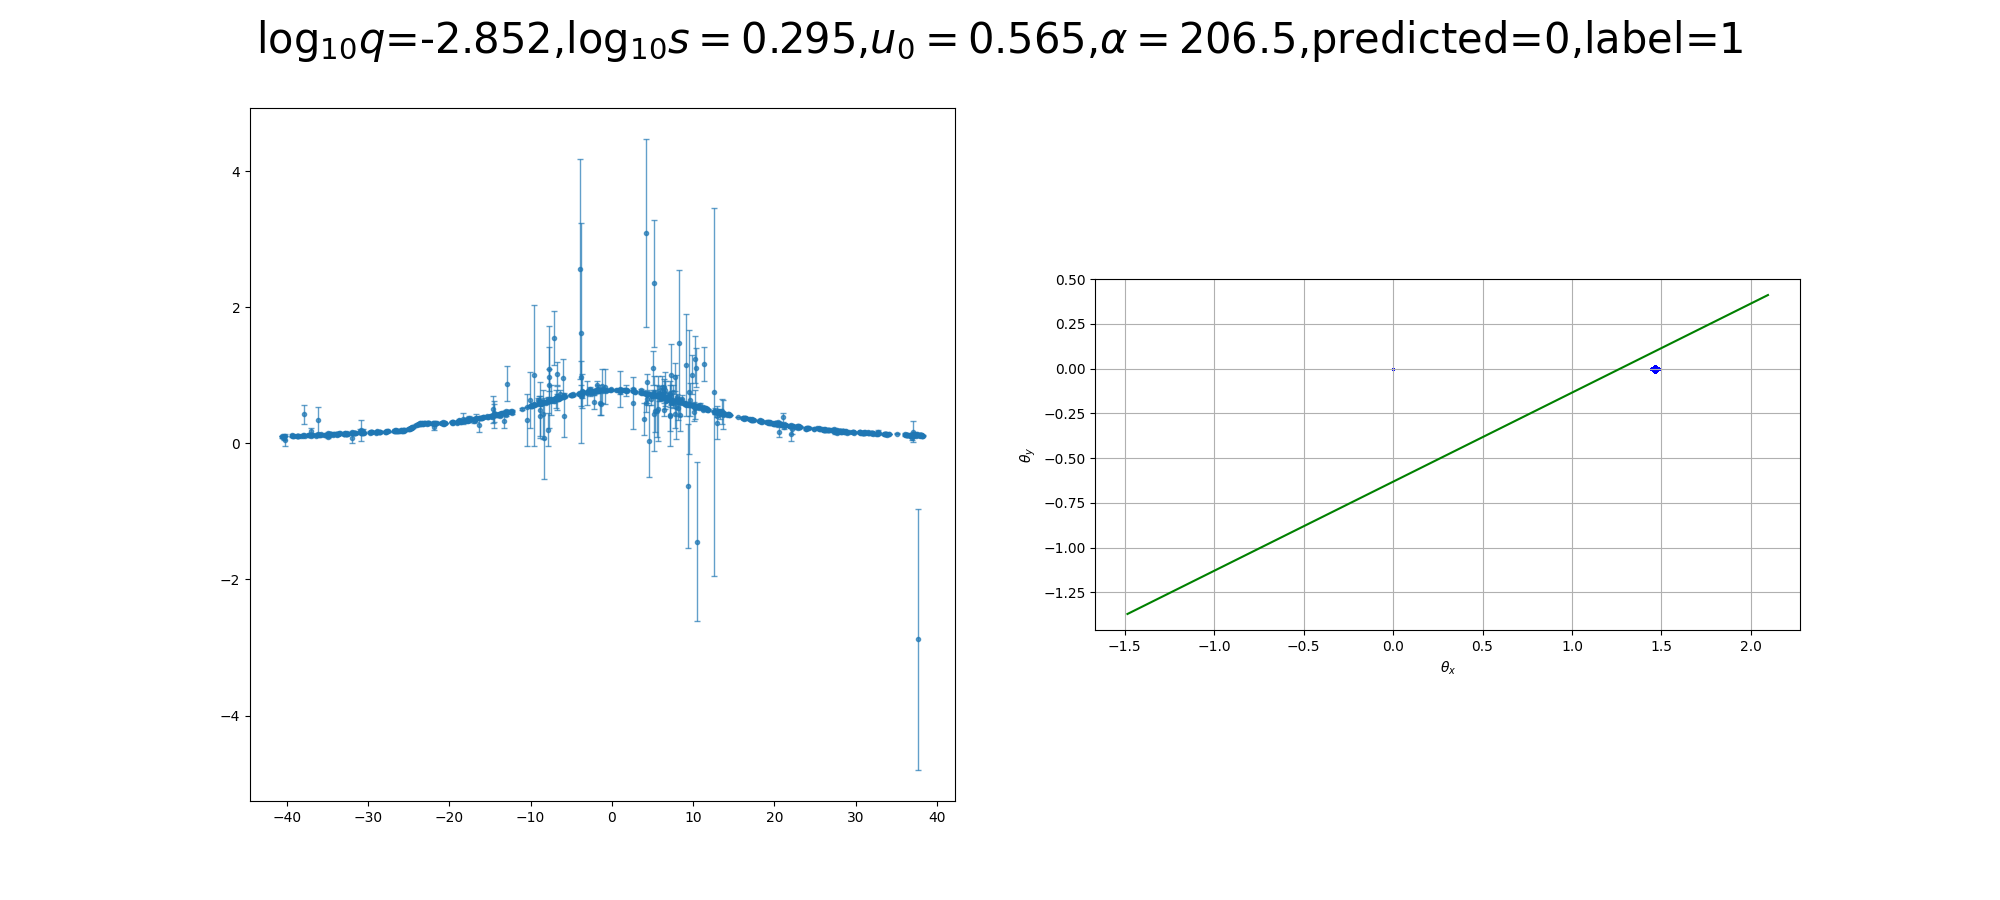 log₁₀q=-2.852,log₁₀s = 0.295,u₀ = 0.565,α = 206.5,predicted=0,label=1
4
2
0
−2
−4
−40 −30 −20 −10 0 10 20 30 40
0.50
0.25
0.00
−0.25
−0.50
−0.75
−1.00
−1.25
θy
−1.5 −1.0 −0.5 0.0 0.5 1.0 1.5 2.0
θx